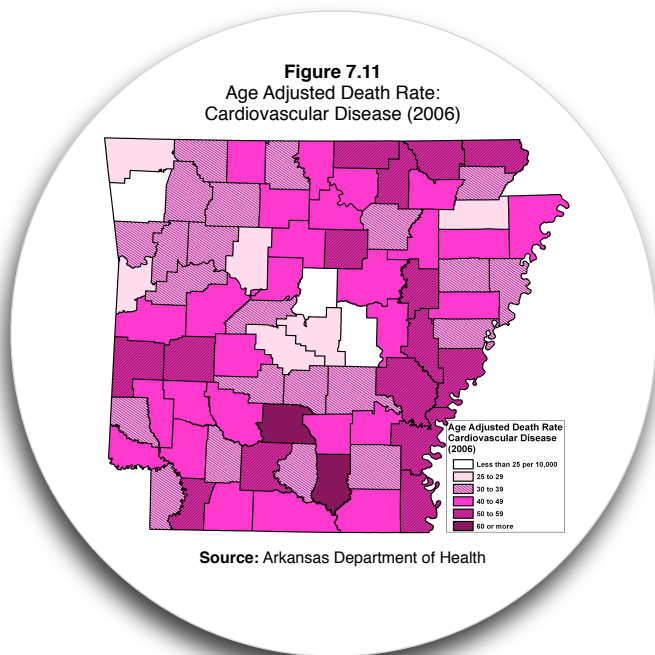 Figure 7.11
Age Adjusted Death Rate:
Cardiovascular Disease (2006)
Age Adjusted Death Rate
Cardiovascular Disease
(2006)
Less than 25 per 10,000
25 to 29
30 to 39
40 to 49
50 to 59
60 or more
Source: Arkansas Department of Health